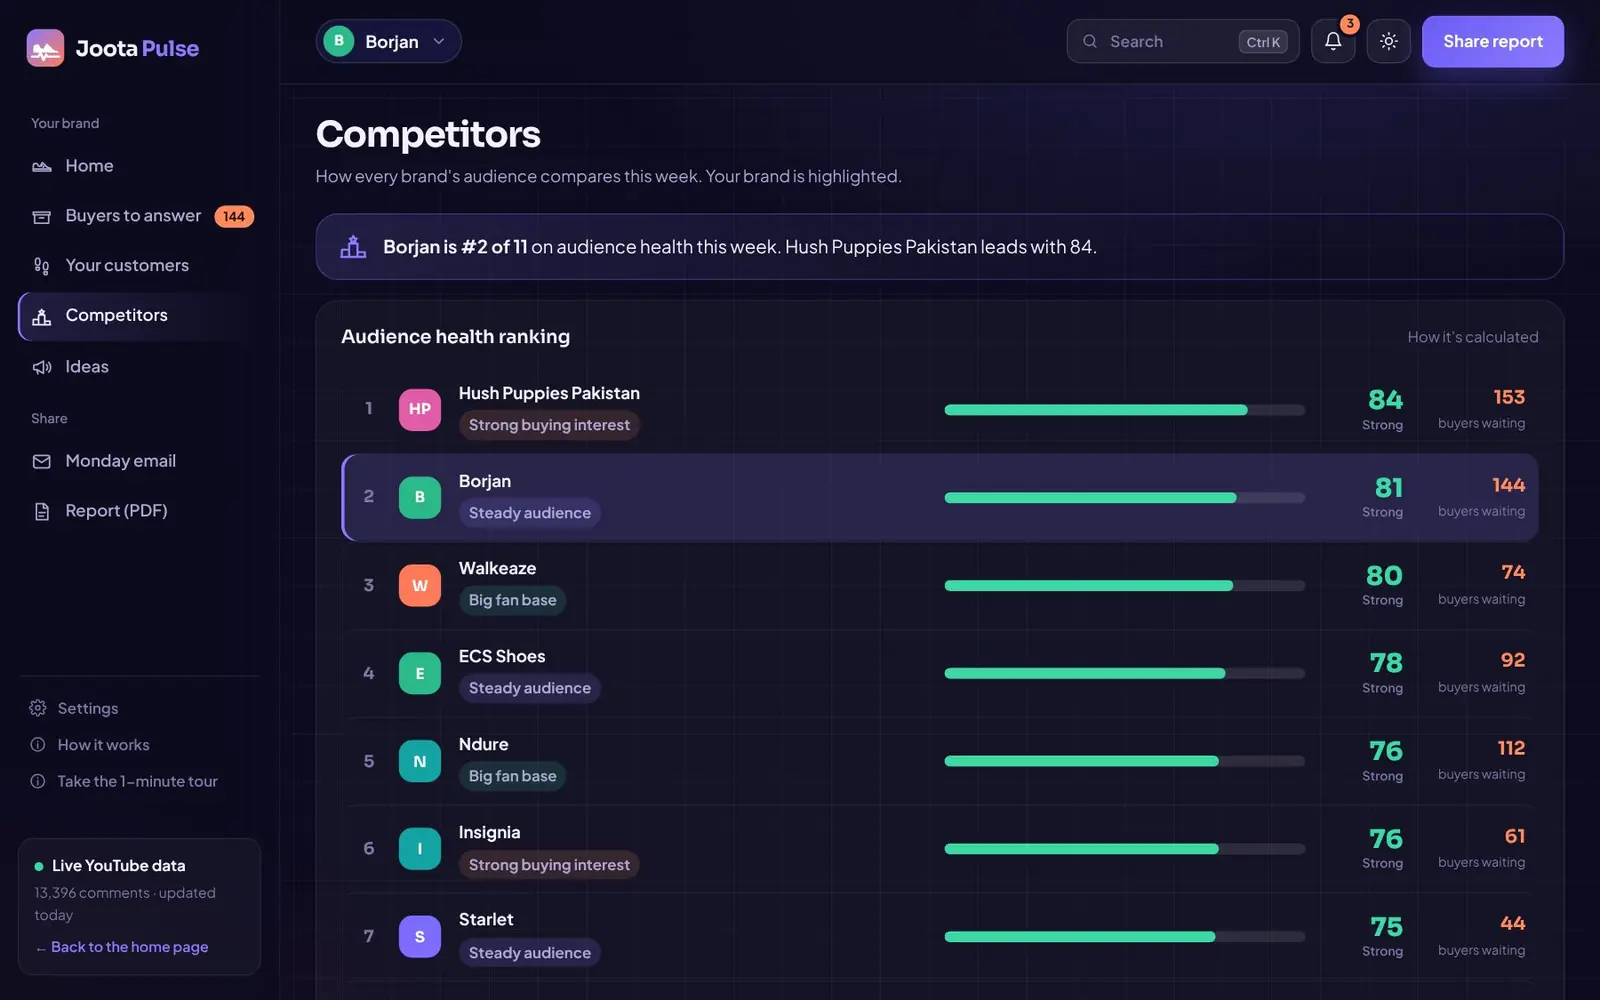 Joota Pulse
B Borjan
Search Ctrl K
3
Share report
Your brand
Home
Buyers to answer 144
Your customers
Competitors
Ideas
Share
Monday email
Report (PDF)
Settings
How it works
Take the 1-minute tour
Live YouTube data
13,396 comments · updated
today
← Back to the home page
Competitors
How every brand's audience compares this week. Your brand is highlighted.
Borjan is #2 of 11 on audience health this week. Hush Puppies Pakistan leads with 84.
Audience health ranking
How it's calculated
1 HP Hush Puppies Pakistan 84 153
Strong buying interest Strong buyers waiting
2 B Borjan 81 144
Steady audience Strong buyers waiting
3 W Walkeaze 80 74
Big fan base Strong buyers waiting
4 E ECS Shoes 78 92
Steady audience Strong buyers waiting
5 N Ndure 76 112
Big fan base Strong buyers waiting
6 I Insignia 76 61
Strong buying interest Strong buyers waiting
7 S Starlet 75 44
Steady audience Strong buyers waiting